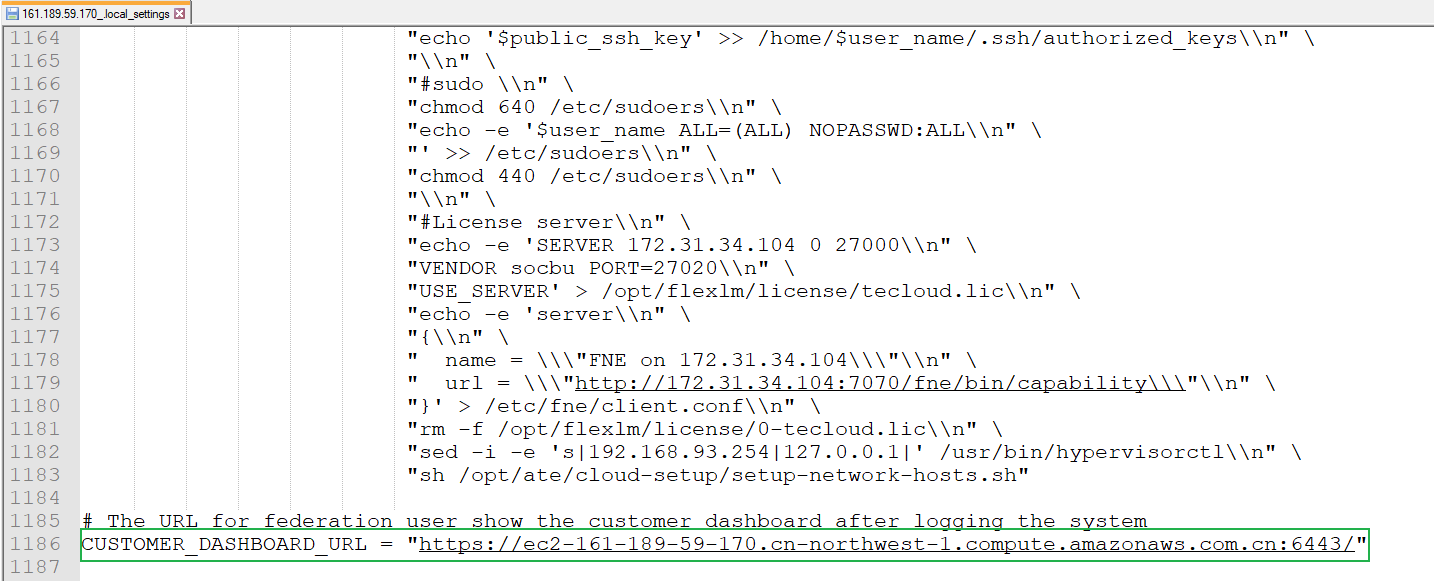 161.189.59.170_.local_settings
1164 "echo '$public_ssh_key' >> /home/$user_name/.ssh/authorized_keys\\n" \
1165 "\\n" \
1166 "#sudo \\n" \
1167 "chmod 640 /etc/sudoers\\n" \
1168 "echo -e '$user_name ALL=(ALL) NOPASSWD:ALL\\n" \
1169 "' >> /etc/sudoers\\n" \
1170 "chmod 440 /etc/sudoers\\n" \
1171 "\\n" \
1172 "#License server\\n" \
1173 "echo -e 'SERVER 172.31.34.104 0 27000\\n" \
1174 "VENDOR socbu PORT=27020\\n" \
1175 "USE_SERVER' > /opt/flexlm/license/tecloud.lic\\n" \
1176 "echo -e 'server\\n" \
1177 "{\\n" \
1178 "  name = \\\"FNE on 172.31.34.104\\\"\\n" \
1179 "  url = \\\"http://172.31.34.104:7070/fne/bin/capability\\\"\\n" \
1180 "}' > /etc/fne/client.conf\\n" \
1181 "rm -f /opt/flexlm/license/0-tecloud.lic\\n" \
1182 "sed -i -e 's|192.168.93.254|127.0.0.1|' /usr/bin/hypervisorctl\\n" \
1183 "sh /opt/ate/cloud-setup/setup-network-hosts.sh"
1184
1185 # The URL for federation user show the customer dashboard after logging the system
1186 CUSTOMER_DASHBOARD_URL = "https://ec2-161-189-59-170.cn-northwest-1.compute.amazonaws.com.cn:6443/"
1187